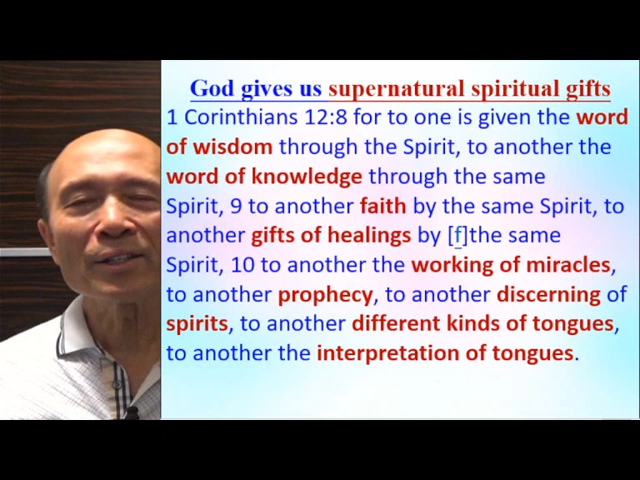 God gives us supernatural spiritual gifts
1 Corinthians 12:8 for to one is given the word
of wisdom through the Spirit, to another the
word of knowledge through the same
Spirit, 9 to another faith by the same Spirit, to
another gifts of healings by [f]the same
Spirit, 10 to another the working of miracles,
to another prophecy, to another discerning of
spirits, to another different kinds of tongues,
to another the interpretation of tongues.